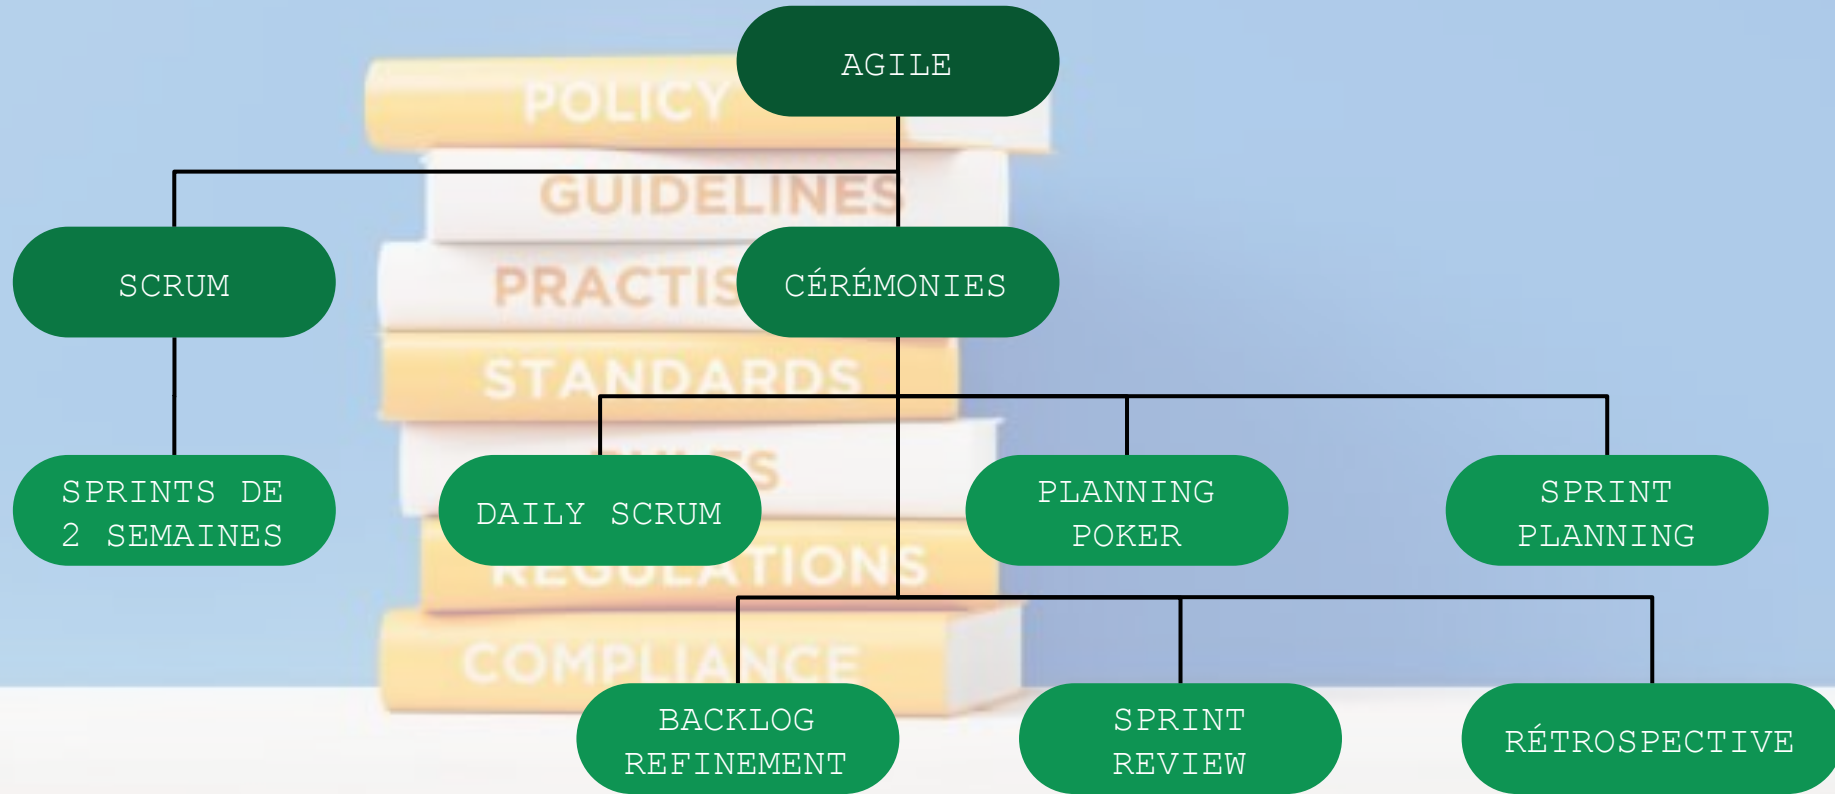 AGILE
POLICY
GUIDELINES
SCRUM
CÉRÉMONIES
STANDARDS
SPRINTS DE
2 SEMAINES
DAILY SCRUM
PLANNING
POKER
SPRINT
PLANNING
REGULATIONS
COMPLIANCE
BACKLOG
REFINEMENT
SPRINT
REVIEW
RÉTROSPECTIVE